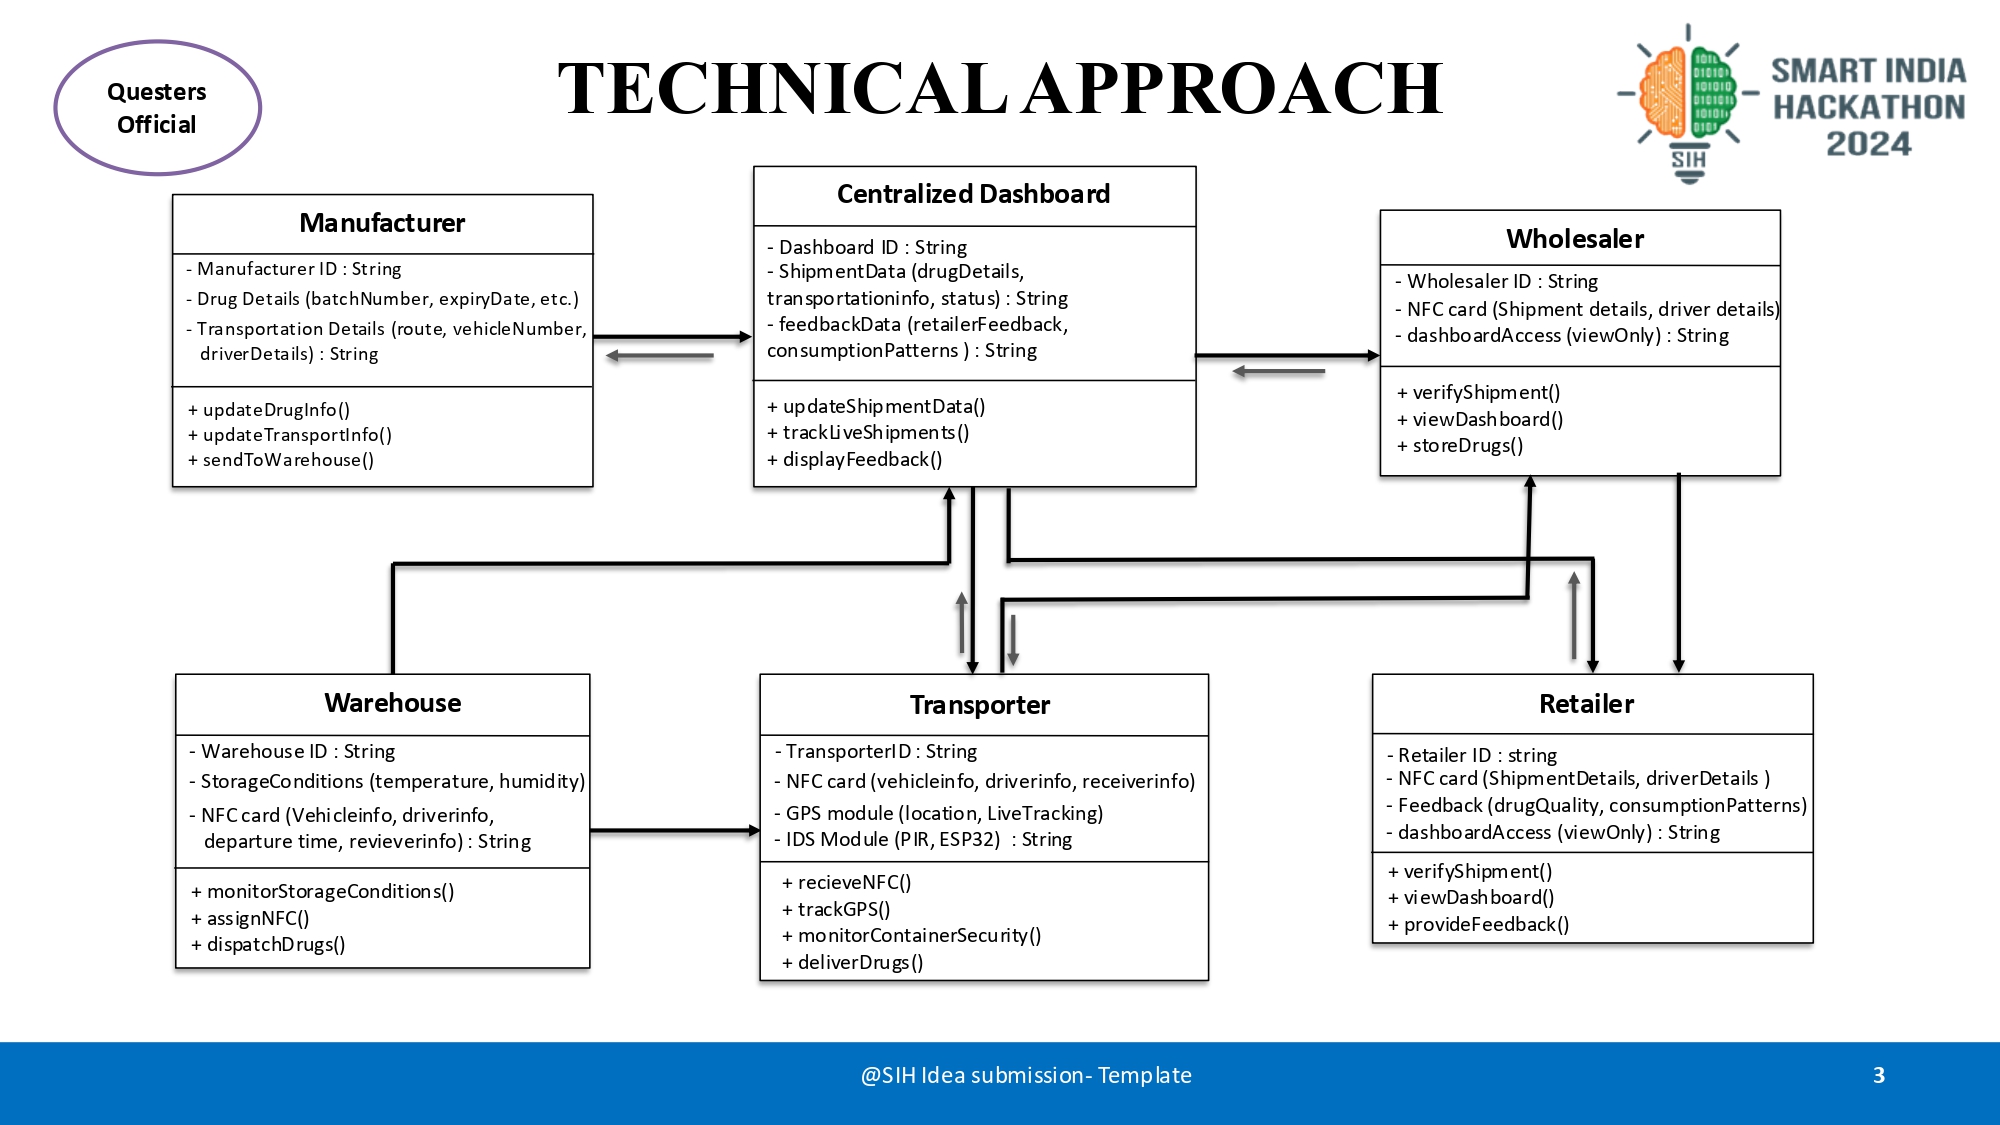 Questers
Official
TECHNICAL APPROACH
SMART INDIA
HACKATHON
2024
SIH
Manufacturer
- Manufacturer ID : String
- Drug Details (batchNumber, expiryDate, etc.)
- Transportation Details (route, vehicleNumber,
driverDetails) : String
+ updateDrugInfo()
+ updateTransportInfo()
+ sendToWarehouse()
Centralized Dashboard
- Dashboard ID : String
- ShipmentData (drugDetails,
transportationinfo, status) : String
- feedbackData (retailerFeedback,
consumptionPatterns ) : String
+ updateShipmentData()
+ trackLiveShipments()
+ displayFeedback()
Wholesaler
- Wholesaler ID : String
- NFC card (Shipment details, driver details)
- dashboardAccess (viewOnly) : String
+ verifyShipment()
+ viewDashboard()
+ storeDrugs()
Warehouse
- Warehouse ID : String
- StorageConditions (temperature, humidity)
- NFC card (Vehicleinfo, driverinfo,
departure time, revieverinfo) : String
+ monitorStorageConditions()
+ assignNFC()
+ dispatchDrugs()
Transporter
- TransporterID : String
- NFC card (vehicleinfo, driverinfo, receiverinfo)
- GPS module (location, LiveTracking)
- IDS Module (PIR, ESP32)  : String
+ recieveNFC()
+ trackGPS()
+ monitorContainerSecurity()
+ deliverDrugs()
Retailer
- Retailer ID : string
- NFC card (ShipmentDetails, driverDetails )
- Feedback (drugQuality, consumptionPatterns)
- dashboardAccess (viewOnly) : String
+ verifyShipment()
+ viewDashboard()
+ provideFeedback()
@SIH Idea submission- Template
3